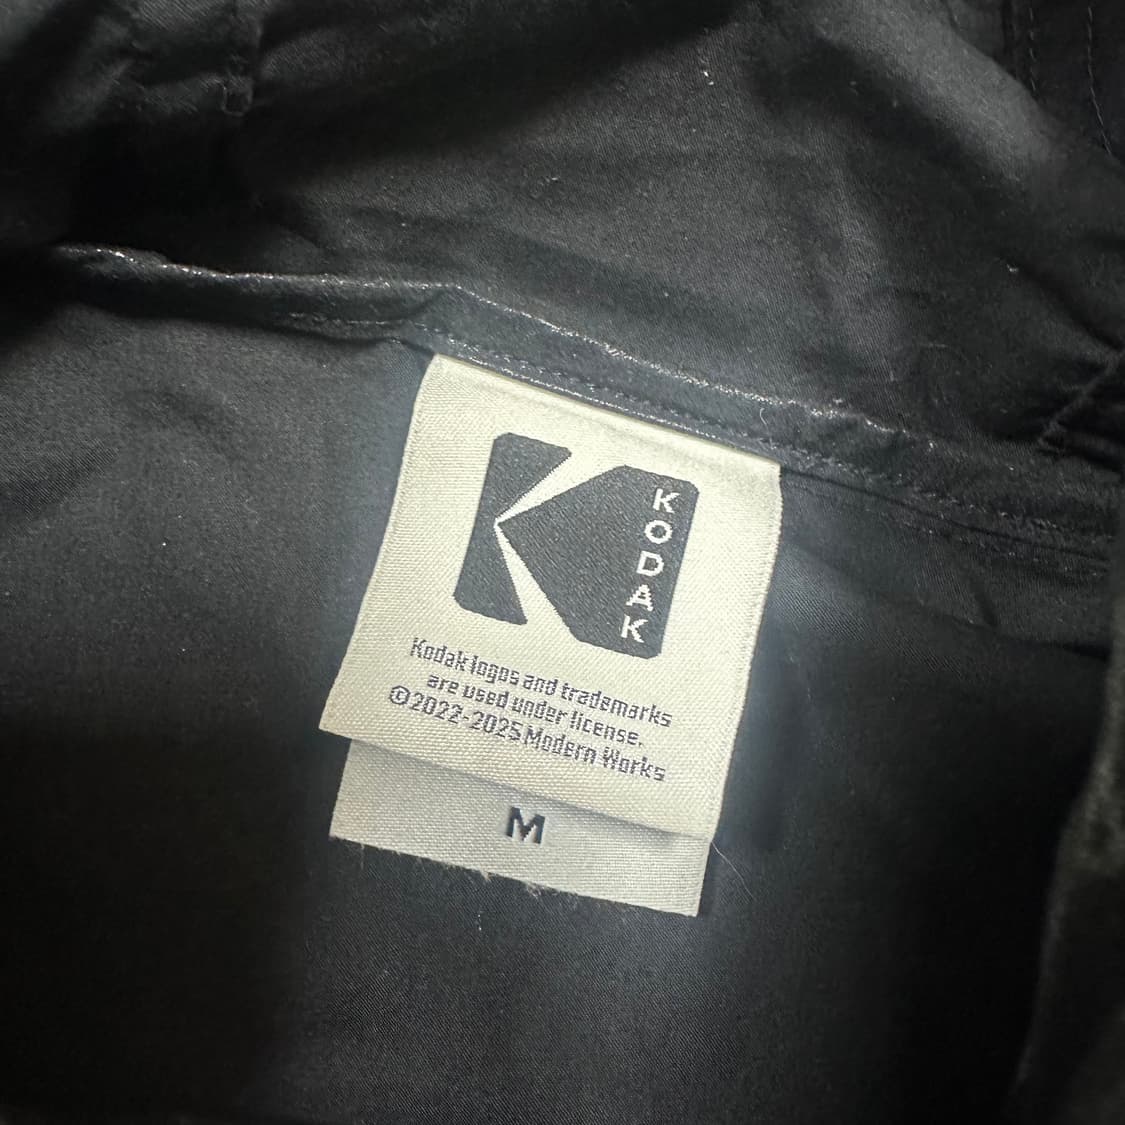 KODAK
Kodak logos and trademarks
are used under license.
©2022-2025 Modern Works
M